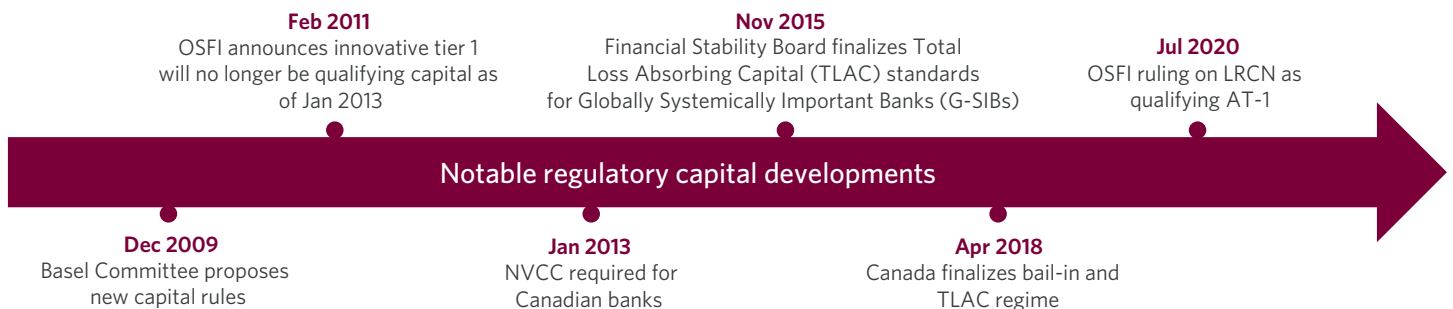 Feb 2011
OSFI announces innovative tier 1
will no longer be qualifying capital as
of Jan 2013
Nov 2015
Financial Stability Board finalizes Total
Loss Absorbing Capital (TLAC) standards
for Globally Systemically Important Banks (G-SIBs)
Jul 2020
OSFI ruling on LRCN as
qualifying AT-1
Notable regulatory capital developments
Dec 2009
Basel Committee proposes
new capital rules
Jan 2013
NVCC required for
Canadian banks
Apr 2018
Canada finalizes bail-in and
TLAC regime